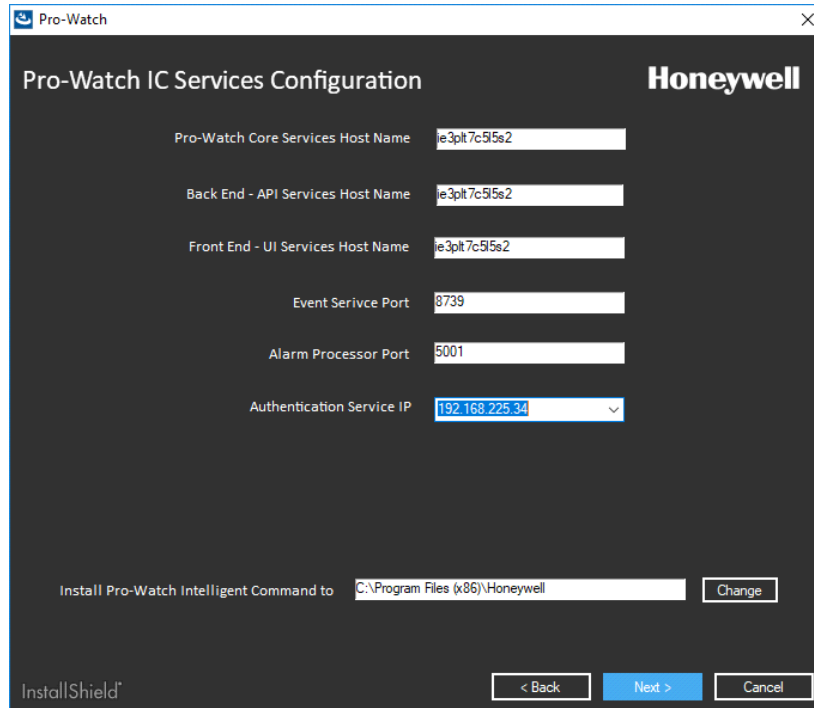 Pro-Watch
Pro-Watch IC Services Configuration
Honeywell
Pro-Watch Core Services Host Name
ie3plt7c5l5s2
Back End - API Services Host Name
ie3plt7c5l5s2
Front End - UI Services Host Name
ie3plt7c5l5s2
Event Serivce Port
8739
Alarm Processor Port
5001
Authentication Service IP
192.168.225.34
Install Pro-Watch Intelligent Command to
C:\Program Files (x86)\Honeywell
Change
InstallShield
< Back
Next >
Cancel